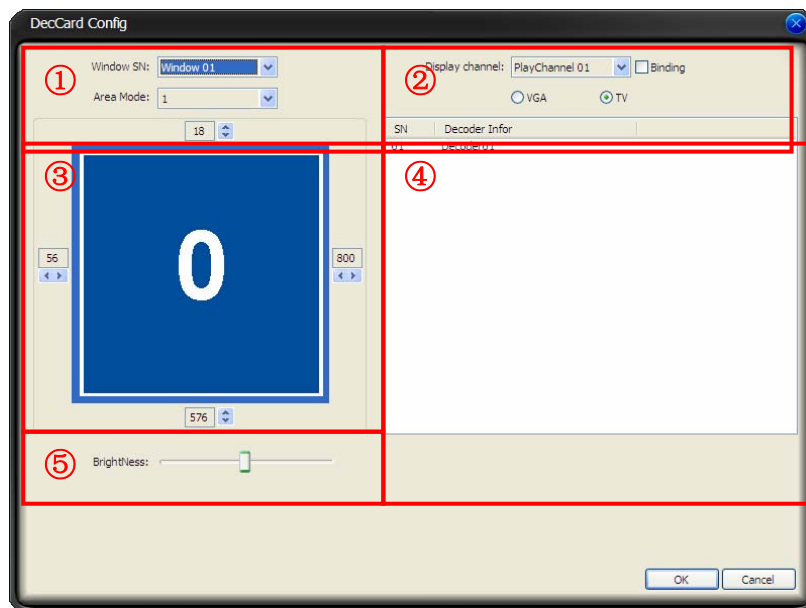 DecCard Config
① Window SN: Window 01
Area Mode: 1
② Display channel: PlayChannel 01 Binding
VGA TV
18
SN Decoder Infor
01 Decoder01
③
④
0
56
800
576
⑤ BrightNess:
OK Cancel